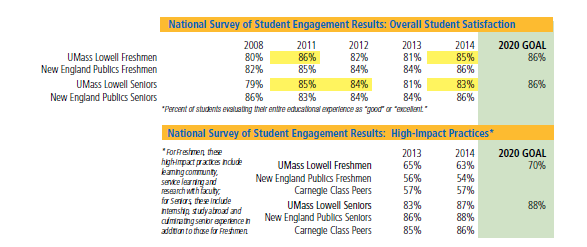 National Survey of Student Engagement Results: Overall Student Satisfaction
2008 2011 2012 2013 2014 2020 GOAL
UMass Lowell Freshmen 80% 86% 82% 81% 85% 86%
New England Publics Freshmen 82% 85% 84% 84% 86%
UMass Lowell Seniors 79% 85% 84% 81% 83% 86%
New England Publics Seniors 86% 83% 84% 84% 86%
*Percent of students evaluating their entire educational experience as "good" or "excellent."
National Survey of Student Engagement Results: High-Impact Practices*
2013 2014 2020 GOAL
UMass Lowell Freshmen 65% 63% 70%
New England Publics Freshmen 56% 54%
Carnegie Class Peers 57% 57%
UMass Lowell Seniors 83% 87% 88%
New England Publics Seniors 86% 88%
Carnegie Class Peers 85% 86%
* For Freshmen, these
high-impact practices include
learning community,
service learning and
research with faculty;
for Seniors, these include
internship, study abroad and
culminating senior experience in
addition to those for Freshmen.